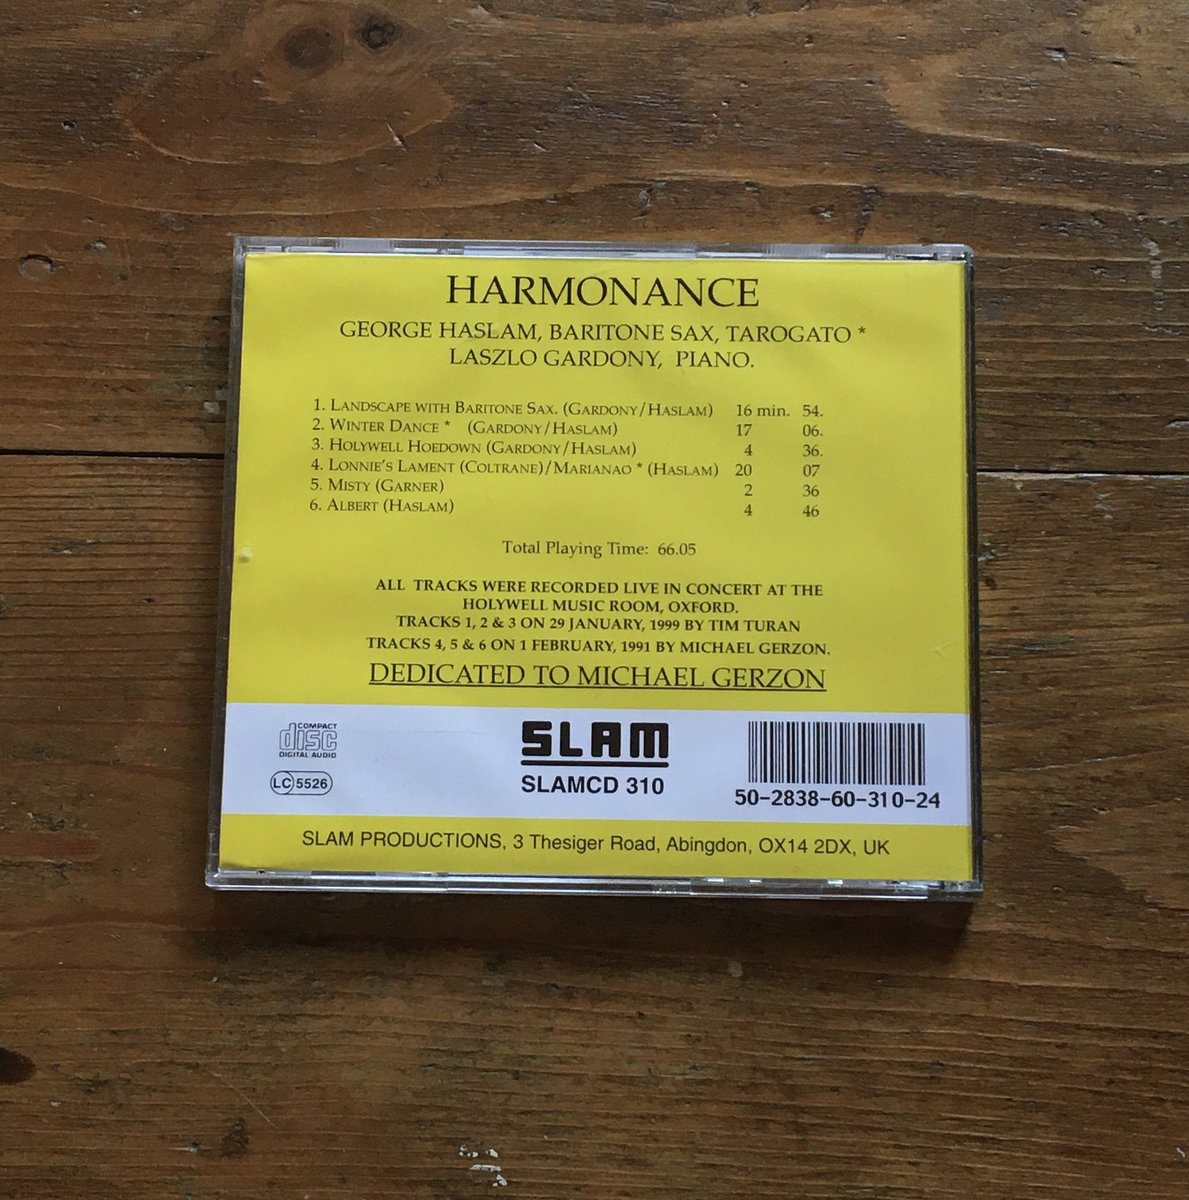 HARMONANCE
GEORGE HASLAM, BARITONE SAX, TAROGATO *
LASZLO GARDONY, PIANO.
1. LANDSCAPE WITH BARITONE SAX. (GARDONY/HASLAM) 16 min. 54.
2. WINTER DANCE * (GARDONY/HASLAM) 17 06.
3. HOLYWELL HOEDOWN (GARDONY/HASLAM) 4 36.
4. LONNIE'S LAMENT (COLTRANE)/MARIANAO * (HASLAM) 20 07
5. MISTY (GARNER) 2 36
6. ALBERT (HASLAM) 4 46
Total Playing Time: 66.05
ALL TRACKS WERE RECORDED LIVE IN CONCERT AT THE
HOLYWELL MUSIC ROOM, OXFORD.
TRACKS 1, 2 & 3 ON 29 JANUARY, 1999 BY TIM TURAN
TRACKS 4, 5 & 6 ON 1 FEBRUARY, 1991 BY MICHAEL GERZON.
DEDICATED TO MICHAEL GERZON
COMPACT
disc
DIGITAL AUDIO
LC 5526
SLAM
SLAMCD 310
50-2838-60-310-24
SLAM PRODUCTIONS, 3 Thesiger Road, Abingdon, OX14 2DX, UK